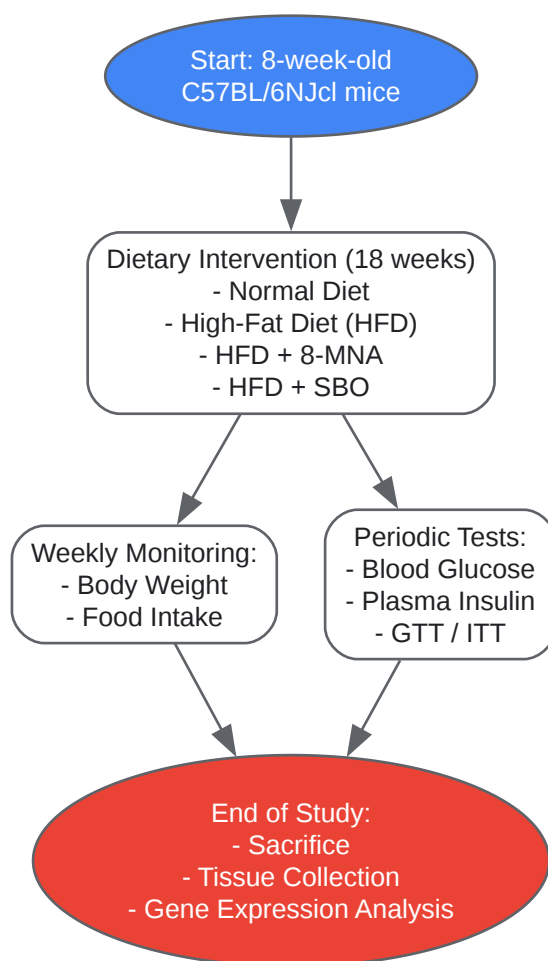 Start: 8-week-old
C57BL/6NJcl mice
Dietary Intervention (18 weeks)
- Normal Diet
- High-Fat Diet (HFD)
- HFD + 8-MNA
- HFD + SBO
Weekly Monitoring:
- Body Weight
- Food Intake
Periodic Tests:
- Blood Glucose
- Plasma Insulin
- GTT / ITT
End of Study:
- Sacrifice
- Tissue Collection
- Gene Expression Analysis